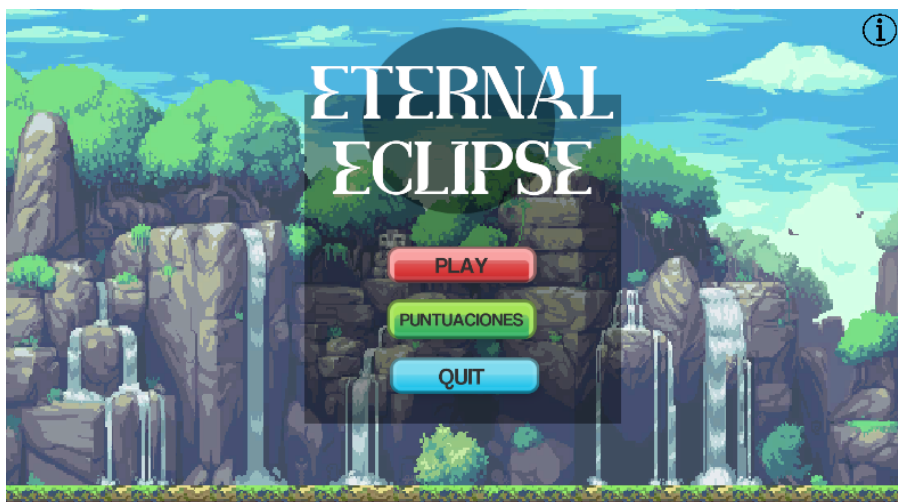 ETERNAL
ECLIPSE
PLAY
PUNTUACIONES
QUIT
i